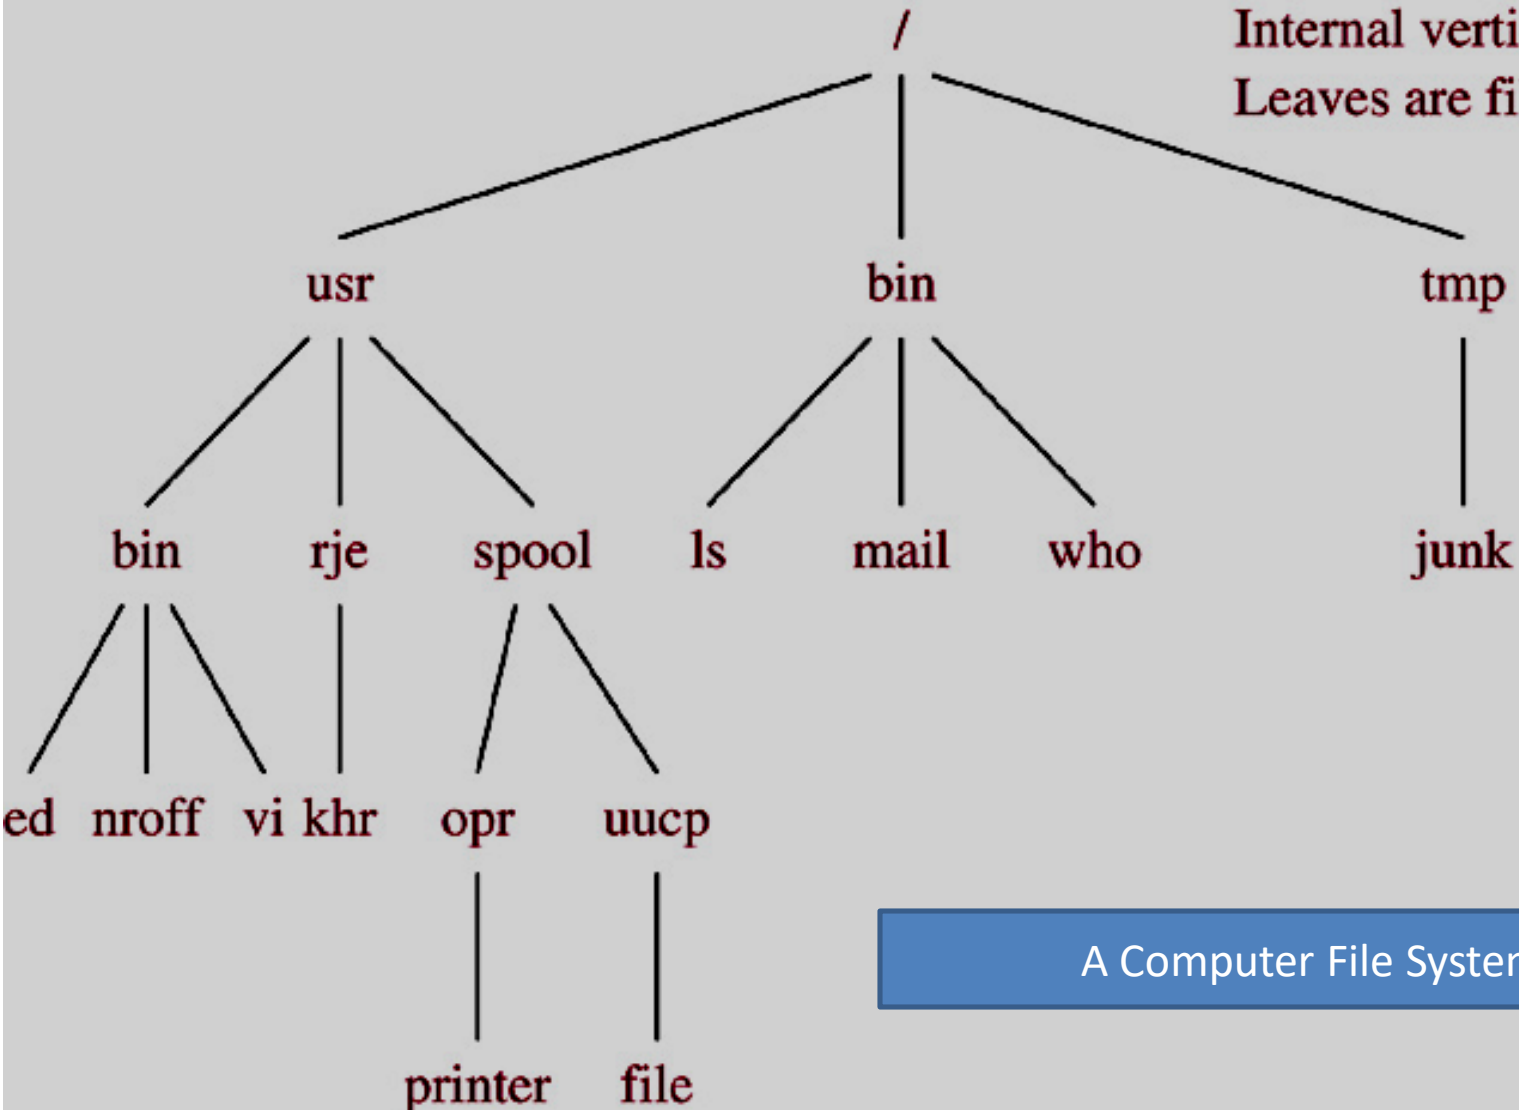 /
Internal verti
Leaves are fi
usr bin tmp
bin rje spool ls mail who junk
ed nroff vi khr opr uucp
A Computer File System
printer file